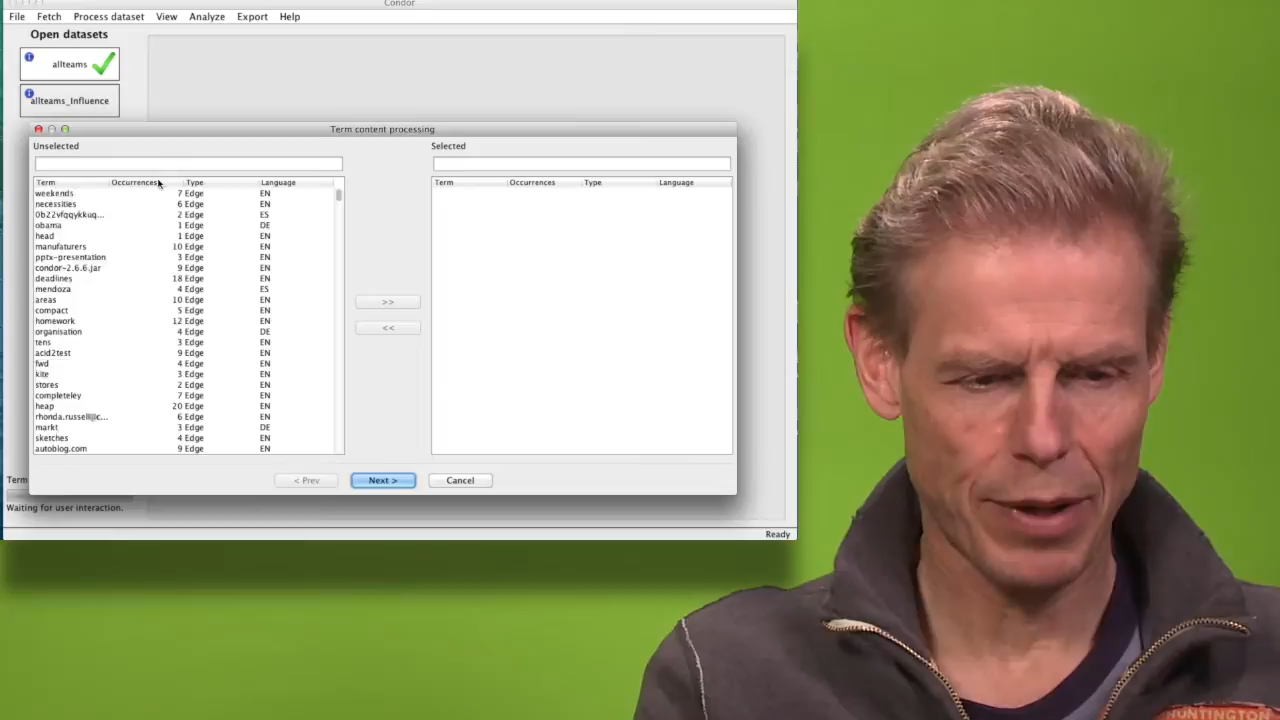 Condor
File Fetch Process dataset View Analyze Export Help
Open datasets
allteams
allteams_Influence
Term content processing
Unselected
Selected
Term Occurrences Type Language
Term Occurrences Type Language
weekends 7 Edge EN
necessities 6 Edge EN
0b22vfqqykkuq... 2 Edge ES
obama 1 Edge DE
head 1 Edge EN
manufaturers 10 Edge EN
pptx-presentation 3 Edge EN
condor-2.6.6.jar 9 Edge EN
deadlines 18 Edge EN
mendoza 4 Edge ES
areas 10 Edge EN
compact 5 Edge EN
homework 12 Edge EN
organisation 4 Edge DE
tens 3 Edge EN
acid2test 9 Edge EN
fwd 4 Edge EN
kite 3 Edge EN
stores 2 Edge EN
completeley 7 Edge EN
heap 20 Edge EN
rhonda.russell@c... 6 Edge EN
markt 3 Edge DE
sketches 4 Edge EN
autoblog.com 9 Edge EN
>>
<<
< Prev
Next >
Cancel
Term
Waiting for user interaction.
Ready
HUNTINGTON